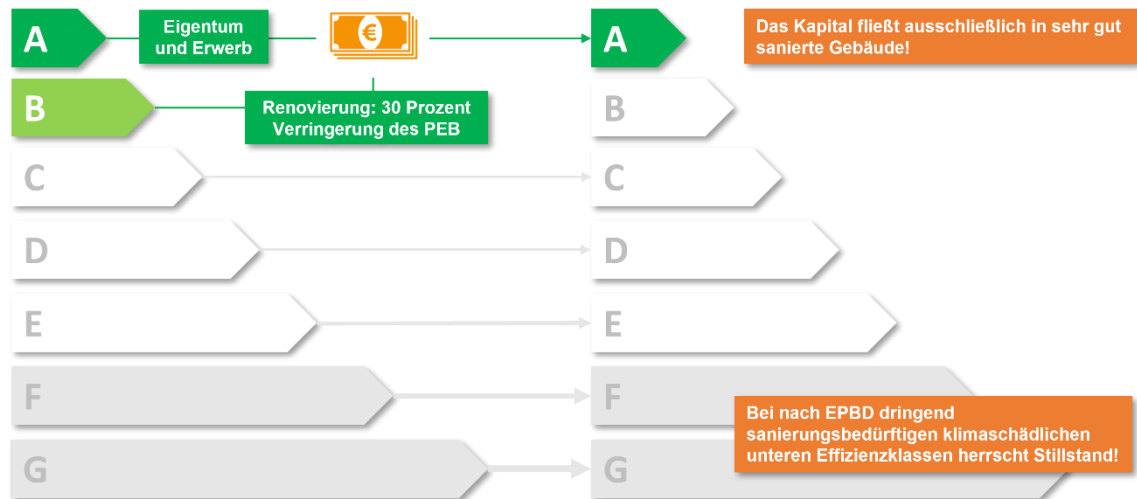 A
Eigentum
und Erwerb
€
A
Das Kapital fließt ausschließlich in sehr gut
sanierte Gebäude!
B
Renovierung: 30 Prozent
Verringerung des PEB
B
C
C
D
D
E
E
F
F
Bei nach EPBD dringend
sanierungsbedürftigen klimaschädlichen
unteren Effizienzklassen herrscht Stillstand!
G
G